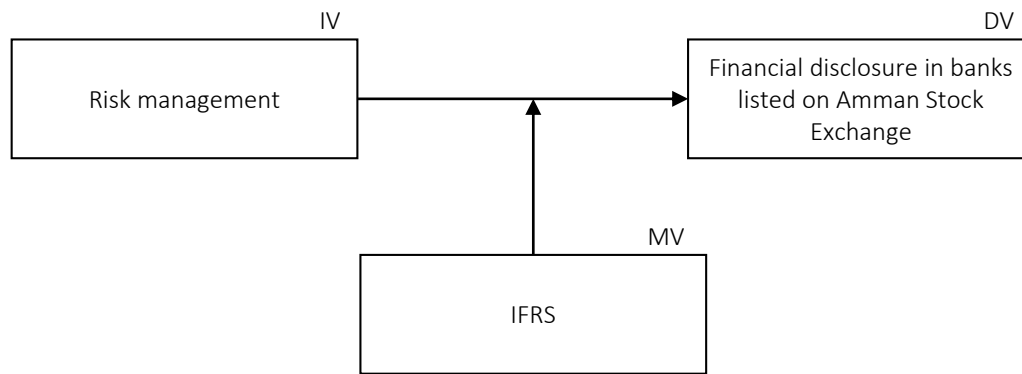 IV
DV
Risk management
Financial disclosure in banks
listed on Amman Stock
Exchange
MV
IFRS